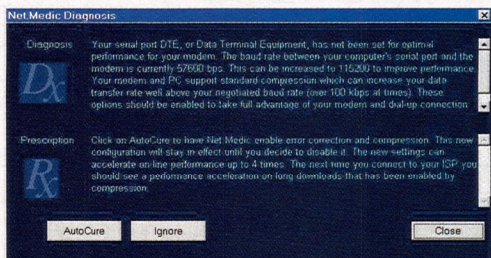 Net.Medic Diagnosis
Diagnosis
Dx
Your serial port DTE, or Data Terminal Equipment, has not been set for optimal
performance for your modem. The baud rate between your computer's serial port and the
modem is currently 57600 bps. This can be increased to 115200 to improve performance.
Your modem and PC support standard compression which can increase your data
transfer rate well above your negotiated baud rate (over 100 kbps at times). These
options should be enabled to take full advantage of your modem and dial-up connection
Prescription
Rx
Click on AutoCure to have Net.Medic enable error correction and compression. This new
configuration will stay in effect until you decide to disable it. The new settings can
accelerate on-line performance up to 4 times. The next time you connect to your ISP you
should see a performance acceleration on long downloads that has been enabled by
compression.
AutoCure
Ignore
Close